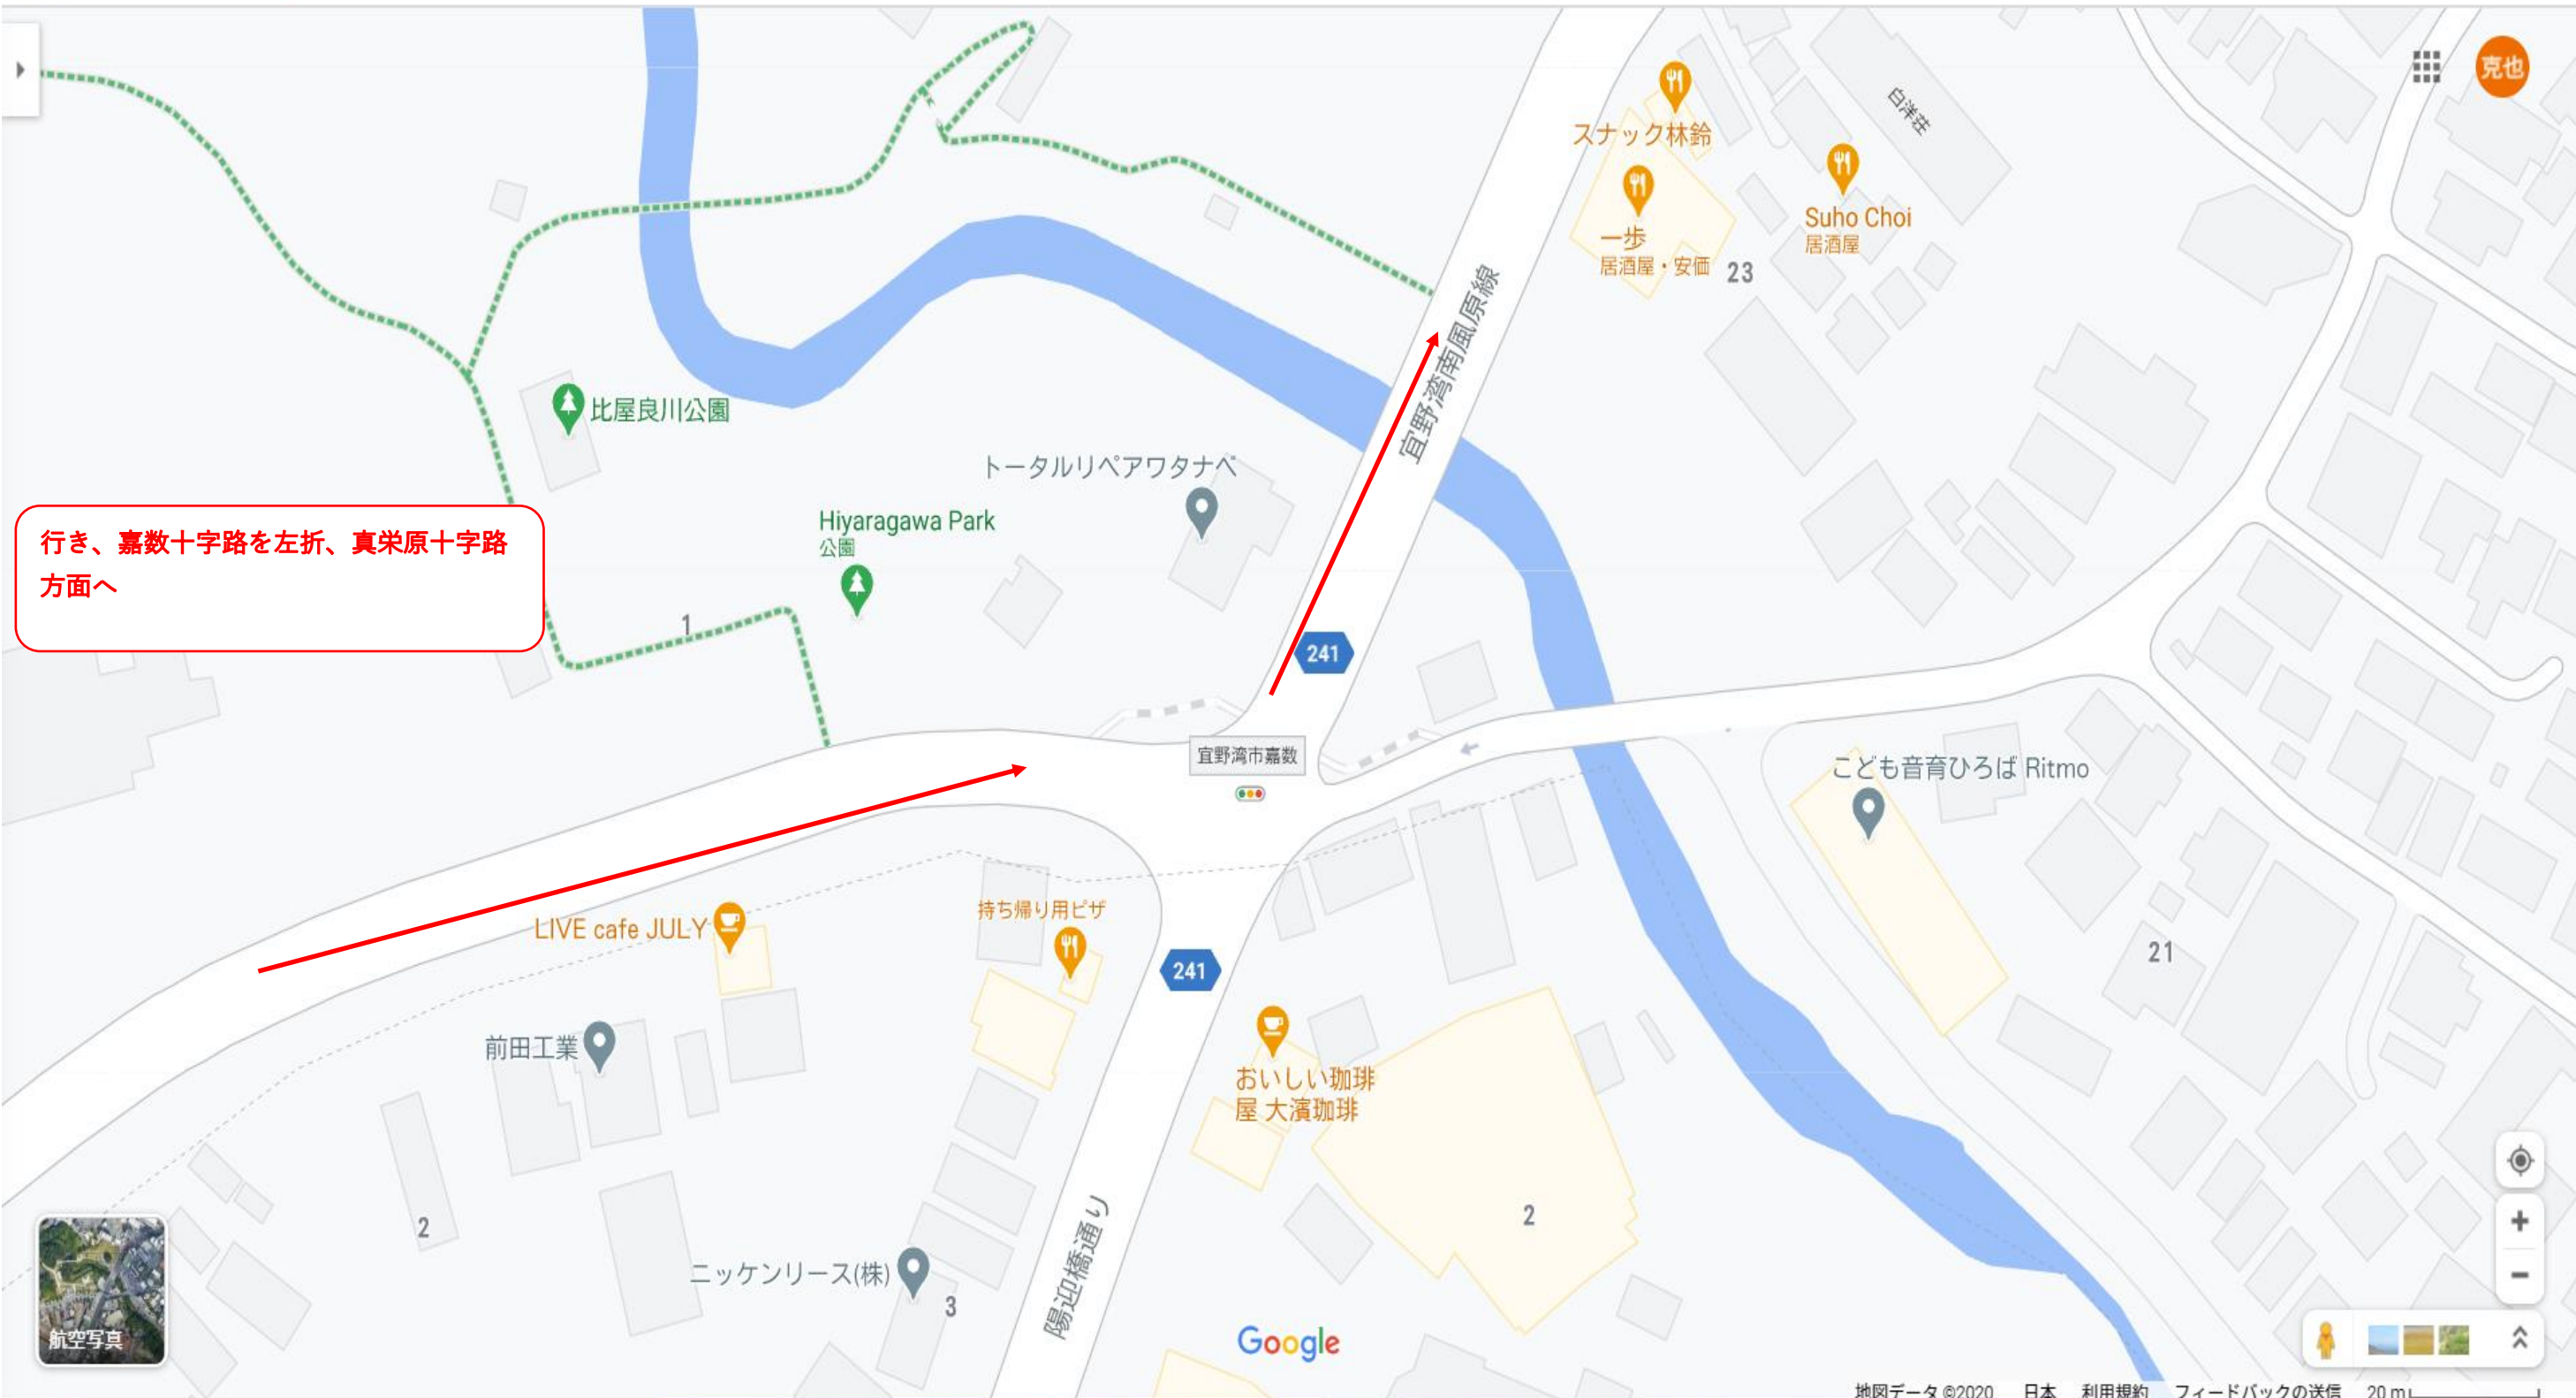 克也
スナック林鈴
白洋荘
一歩
居酒屋・安価
23
Suho Choi
居酒屋
宜野湾南風原線
比屋良川公園
トータルリペアワタナベ
Hiyaragawa Park
公園
行き、嘉数十字路を左折、真栄原十字路
方面へ
1
241
宜野湾市嘉数
こども音育ひろば Ritmo
LIVE cafe JULY
持ち帰り用ピザ
241
21
前田工業
おいしい珈琲
屋 大濱珈琲
2
2
陽迎橋通り
ニッケンリース(株)
3
航空写真
Google
地図データ ©2020 日本 利用規約 フィードバックの送信 20 m